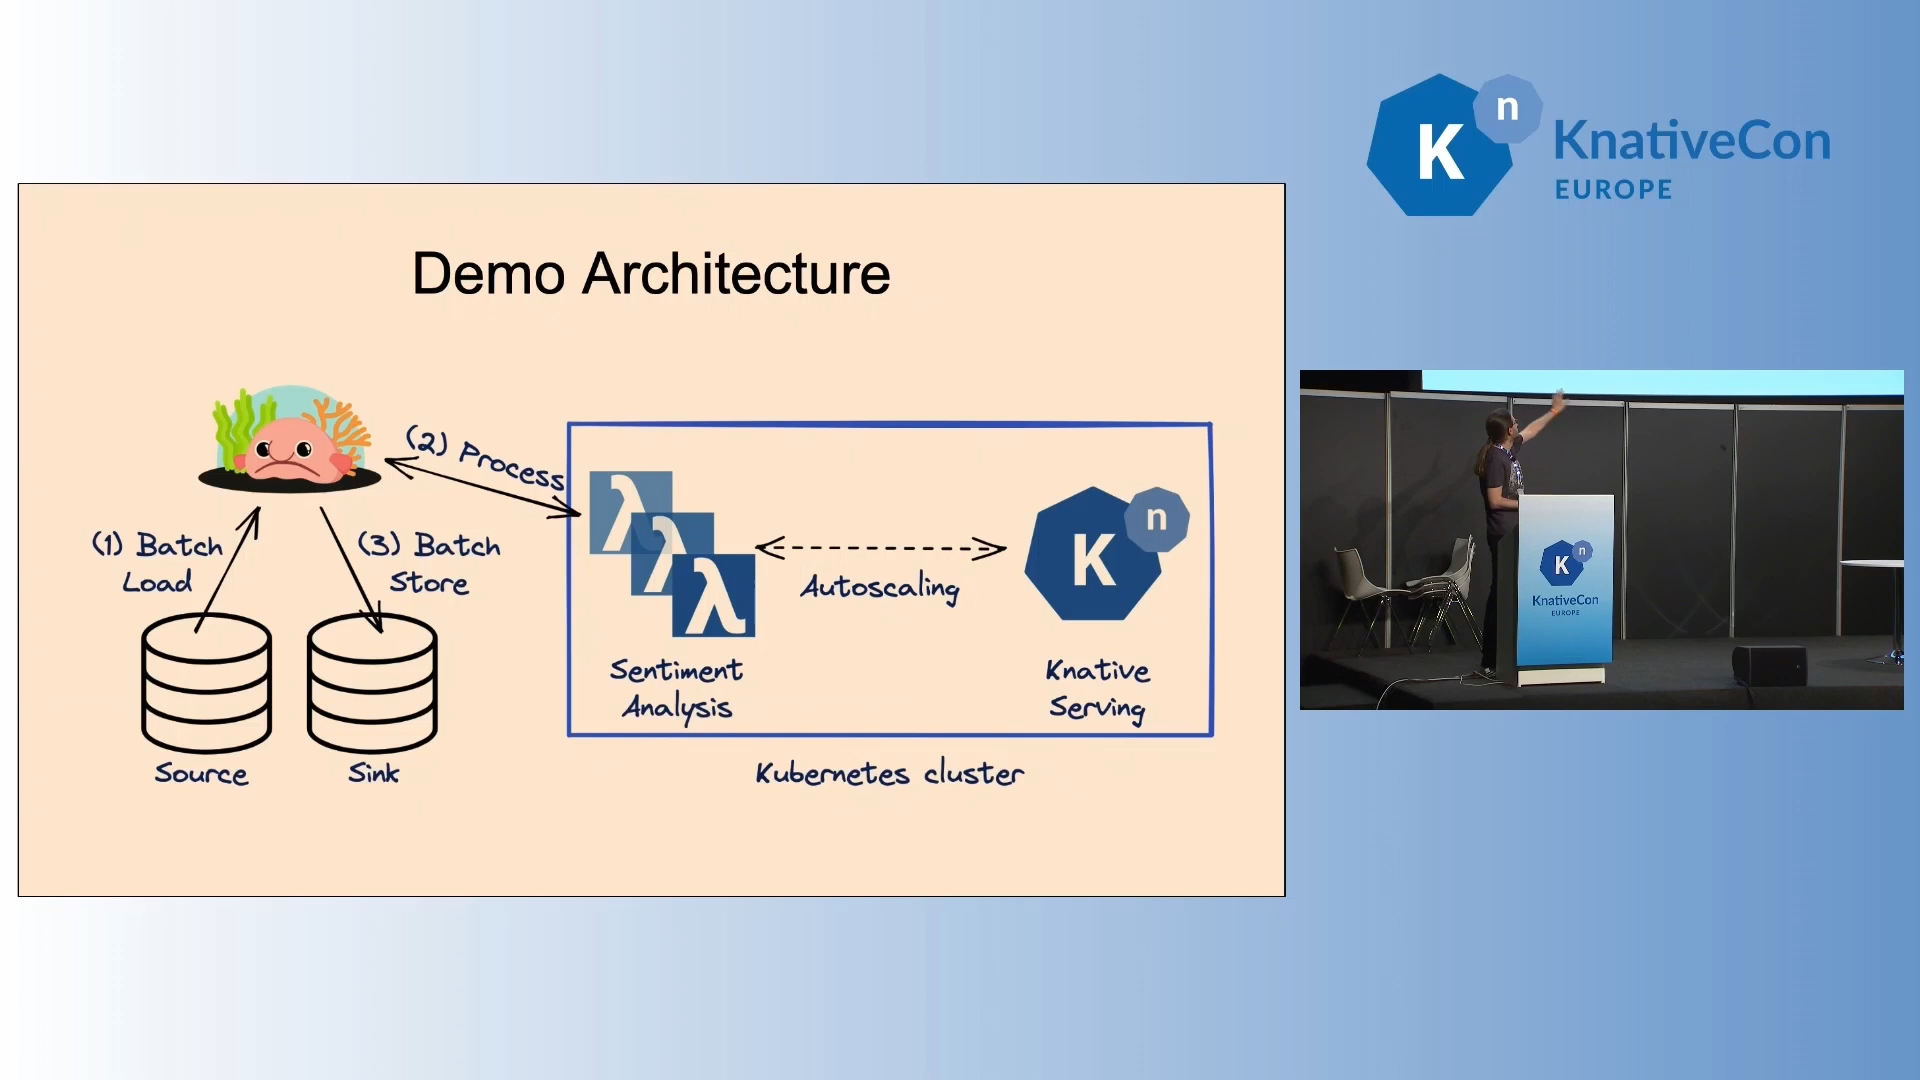 Demo Architecture
(2) Process
(1) Batch
Load
(3) Batch
Store
Source
Sink
λ
λ
λ
Sentiment
Analysis
Autoscaling
K
n
Knative
Serving
Kubernetes cluster
K
n
KnativeCon
EUROPE
K
n
KnativeCon
EUROPE